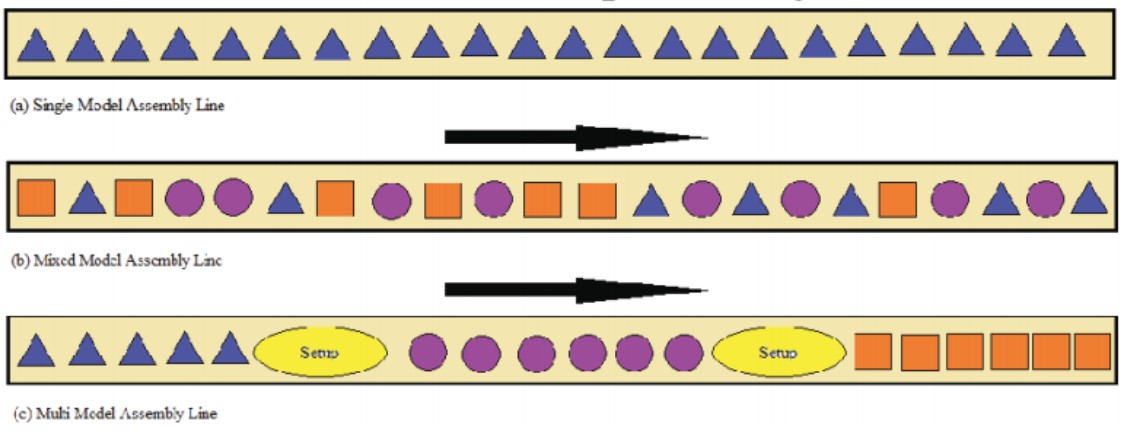 (a) Single Model Assembly Line
(b) Mixed Model Assembly Line
Setup
Setup
(c) Multi Model Assembly Line